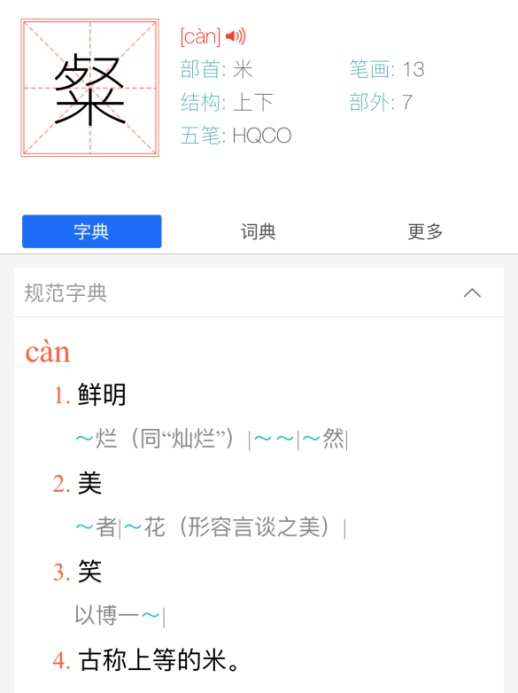 粲
[càn]
部首: 米 笔画: 13
结构: 上下 部外: 7
五笔: HQCO
字典 词典 更多
规范字典
càn
1. 鲜明
～烂（同“灿烂”）|～～|～然|
2. 美
～者|～花（形容言谈之美）|
3. 笑
以博一～|
4. 古称上等的米。